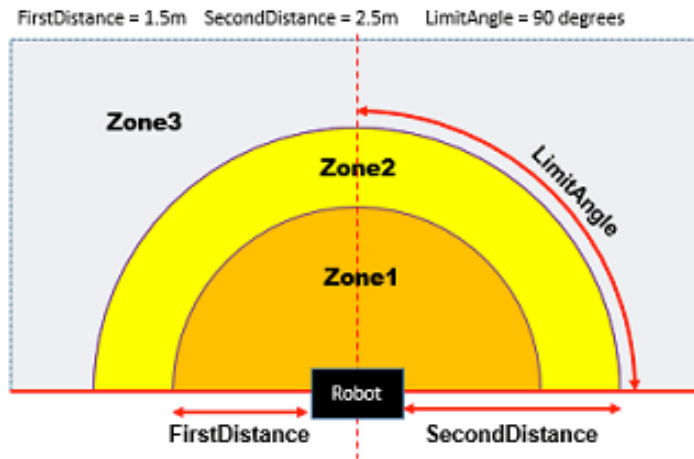 FirstDistance = 1.5m SecondDistance = 2.5m LimitAngle = 90 degrees
Zone3
Zone2
LimitAngle
Zone1
Robot
FirstDistance SecondDistance